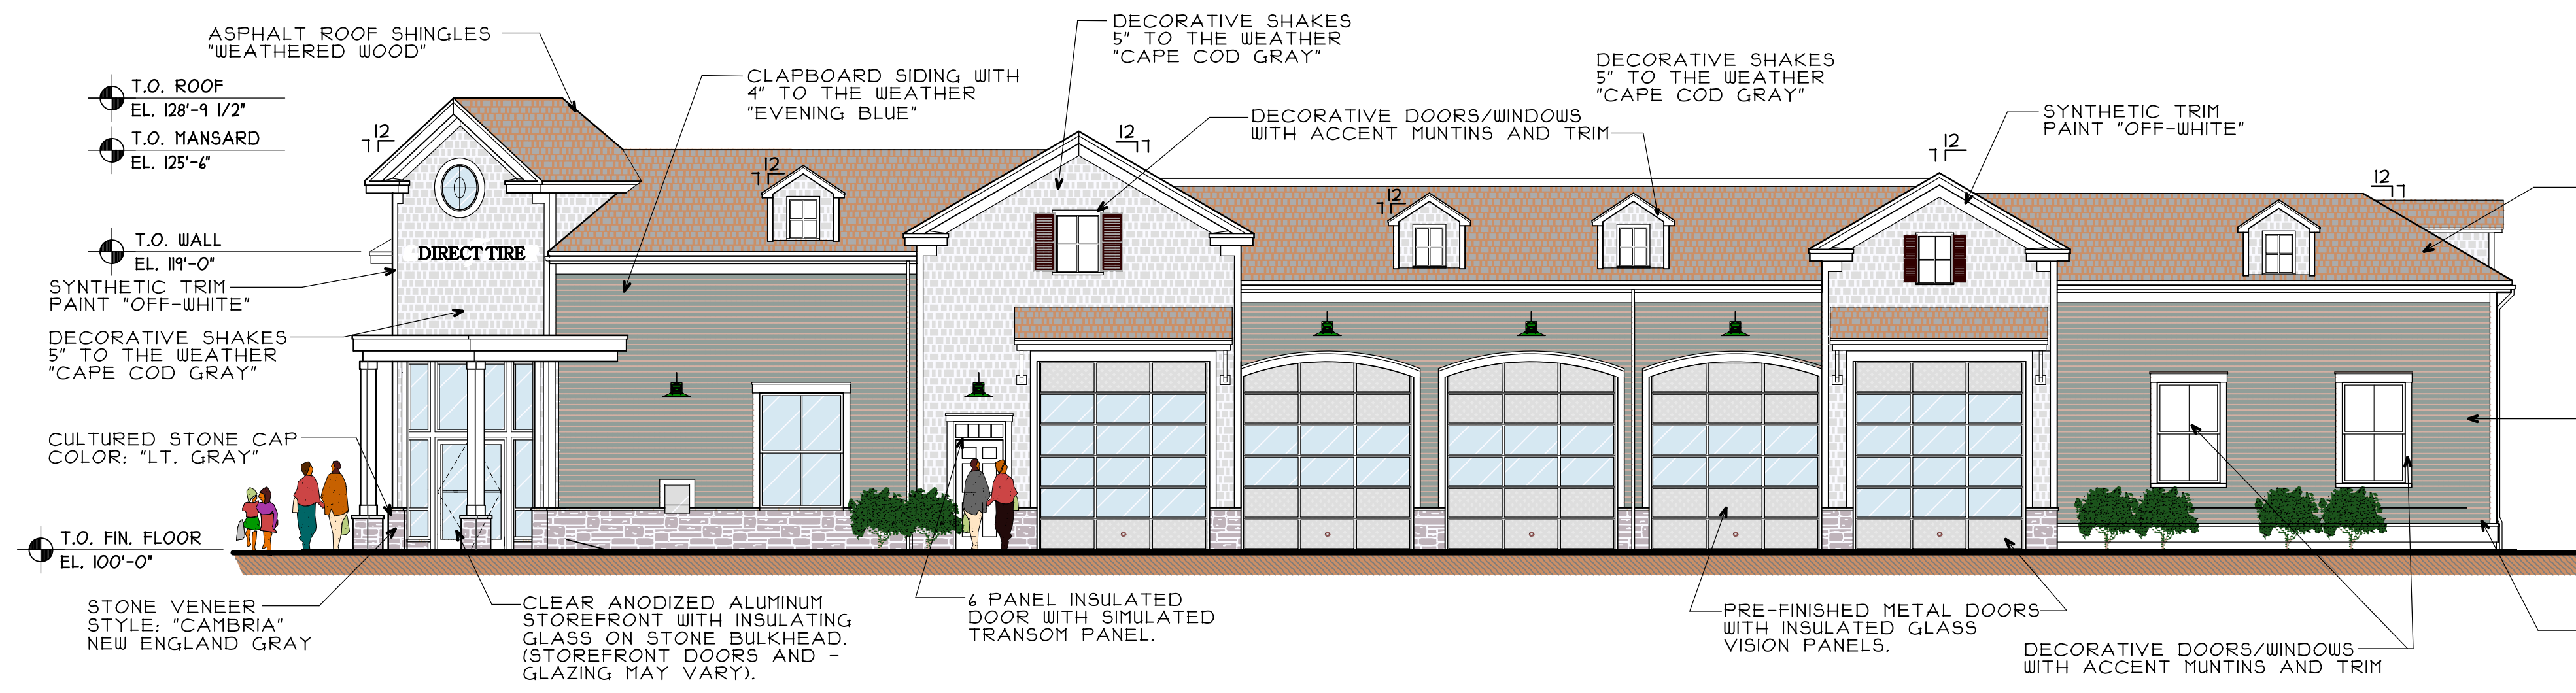 ASPHALT ROOF SHINGLES
"WEATHERED WOOD"
T.O. ROOF
EL. 128'-9 1/2"
T.O. MANSARD
EL. 125'-6"
T.O. WALL
EL. 119'-0"
SYNTHETIC TRIM
PAINT "OFF-WHITE"
DECORATIVE SHAKES
5" TO THE WEATHER
"CAPE COD GRAY"
CULTURED STONE CAP
COLOR: "LT. GRAY"
T.O. FIN. FLOOR
EL. 100'-0"
STONE VENEER
STYLE: "CAMBRIA"
NEW ENGLAND GRAY
12
7
DIRECT TIRE
CLAPBOARD SIDING WITH
4" TO THE WEATHER
"EVENING BLUE"
12
7
DECORATIVE SHAKES
5" TO THE WEATHER
"CAPE COD GRAY"
12
7
DECORATIVE DOORS/WINDOWS
WITH ACCENT MUNTINS AND TRIM
DECORATIVE SHAKES
5" TO THE WEATHER
"CAPE COD GRAY"
12
7
SYNTHETIC TRIM
PAINT "OFF-WHITE"
12
7
12
7
CLEAR ANODIZED ALUMINUM
STOREFRONT WITH INSULATING
GLASS ON STONE BULKHEAD.
(STOREFRONT DOORS AND -
GLAZING MAY VARY).
6 PANEL INSULATED
DOOR WITH SIMULATED
TRANSOM PANEL.
PRE-FINISHED METAL DOORS
WITH INSULATED GLASS
VISION PANELS.
DECORATIVE DOORS/WINDOWS
WITH ACCENT MUNTINS AND TRIM